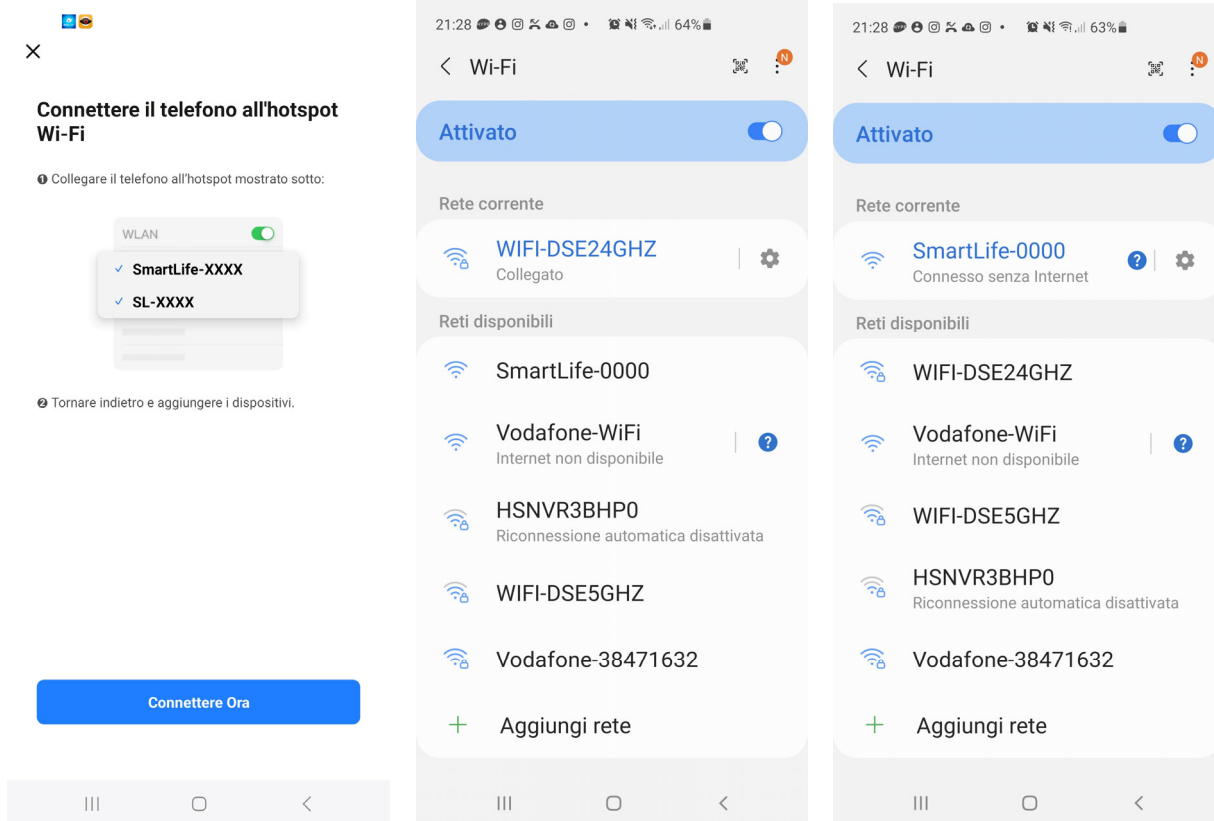 Connettere il telefono all'hotspot
Wi-Fi
❶ Collegare il telefono all'hotspot mostrato sotto:
WLAN
SmartLife-XXXX
SL-XXXX
❷ Tornare indietro e aggiungere i dispositivi.
Connettere Ora
21:28
64%
Wi-Fi
N
Attivato
Rete corrente
WIFI-DSE24GHZ
Collegato
Reti disponibili
SmartLife-0000
Vodafone-WiFi
Internet non disponibile
?
HSNVR3BHP0
Riconnessione automatica disattivata
WIFI-DSE5GHZ
Vodafone-38471632
Aggiungi rete
21:28
63%
Wi-Fi
N
Attivato
Rete corrente
SmartLife-0000
Connesso senza Internet
?
Reti disponibili
WIFI-DSE24GHZ
Vodafone-WiFi
Internet non disponibile
?
WIFI-DSE5GHZ
HSNVR3BHP0
Riconnessione automatica disattivata
Vodafone-38471632
Aggiungi rete